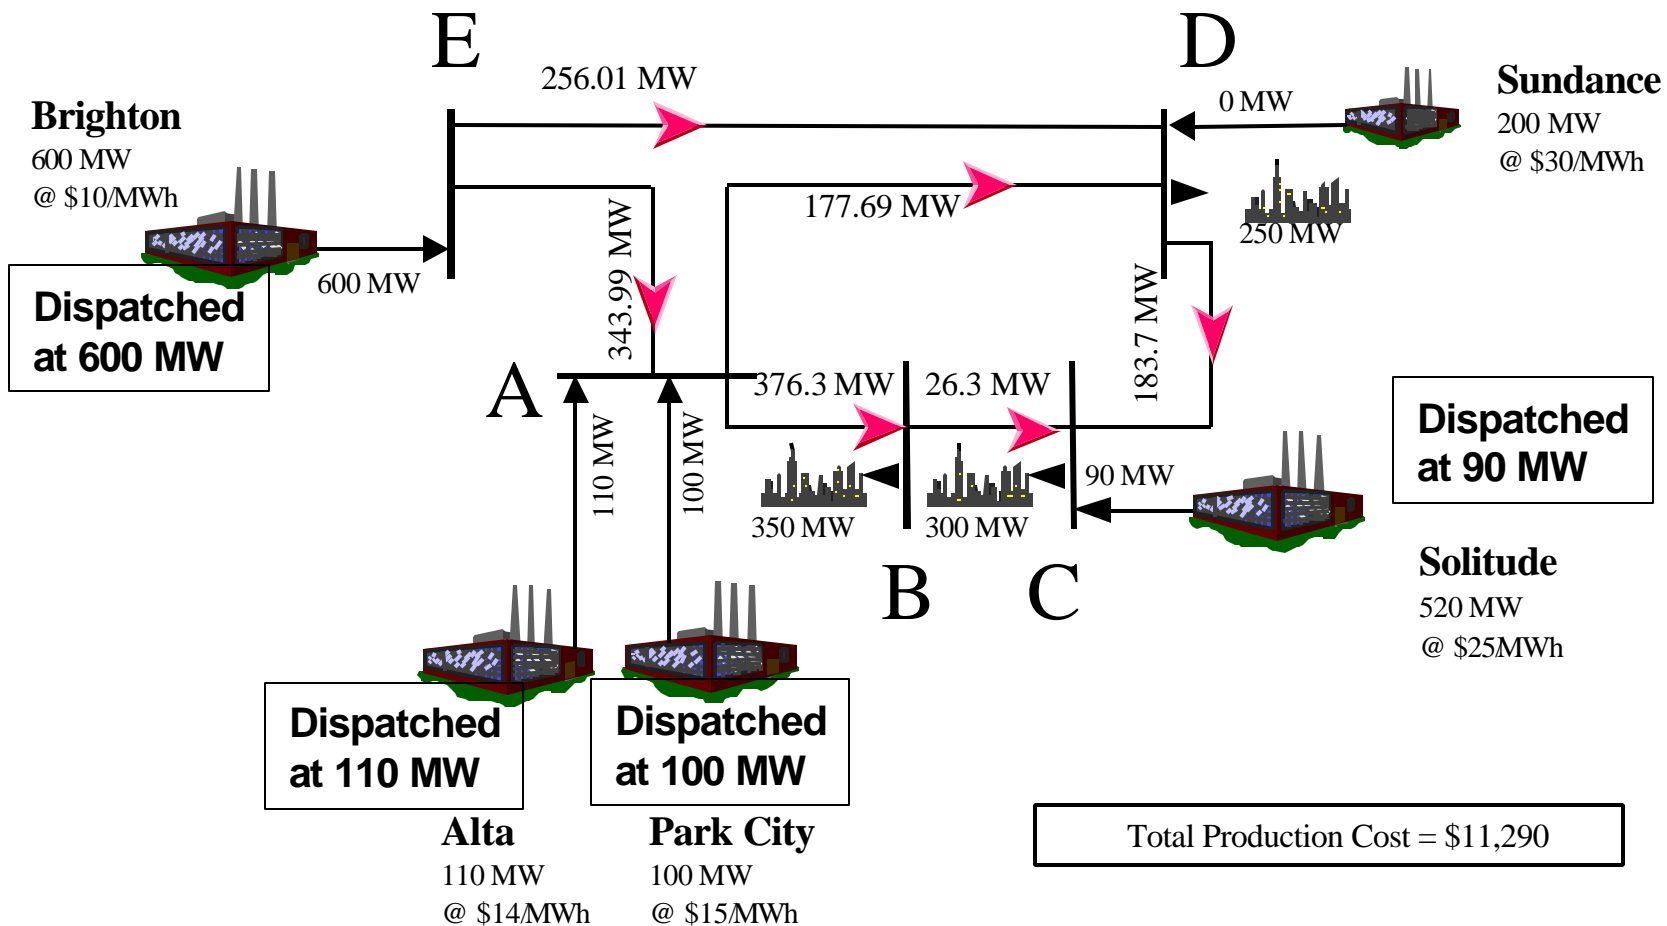 E
D
256.01 MW
Sundance
200 MW
@ $30/MWh
0 MW
Brighton
600 MW
@ $10/MWh
177.69 MW
250 MW
600 MW
343.99 MW
183.7 MW
Dispatched
at 600 MW
A
376.3 MW
26.3 MW
Dispatched
at 90 MW
110 MW
100 MW
90 MW
350 MW
300 MW
B
C
Solitude
520 MW
@ $25/MWh
Dispatched
at 110 MW
Dispatched
at 100 MW
Alta
110 MW
@ $14/MWh
Park City
100 MW
@ $15/MWh
Total Production Cost = $11,290